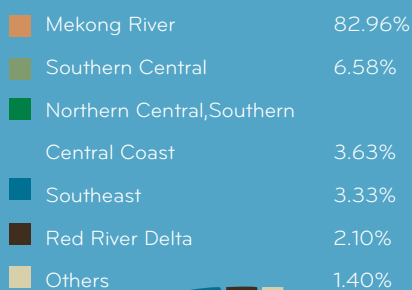 Mekong River 82.96%
Southern Central 6.58%
Northern Central,Southern
Central Coast 3.63%
Southeast 3.33%
Red River Delta 2.10%
Others 1.40%